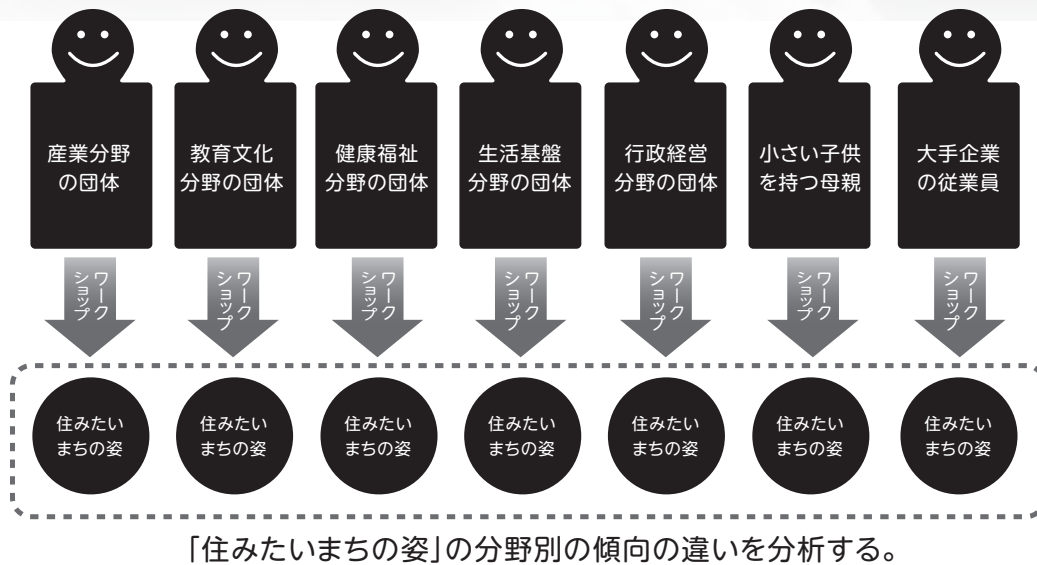 産業分野
の団体
教育文化
分野の団体
健康福祉
分野の団体
生活基盤
分野の団体
行政経営
分野の団体
小さい子供
を持つ母親
大手企業
の従業員
ワーク
ショップ
ワーク
ショップ
ワーク
ショップ
ワーク
ショップ
ワーク
ショップ
ワーク
ショップ
ワーク
ショップ
住みたい
まちの姿
住みたい
まちの姿
住みたい
まちの姿
住みたい
まちの姿
住みたい
まちの姿
住みたい
まちの姿
住みたい
まちの姿
「住みたいまちの姿」の分野別の傾向の違いを分析する。